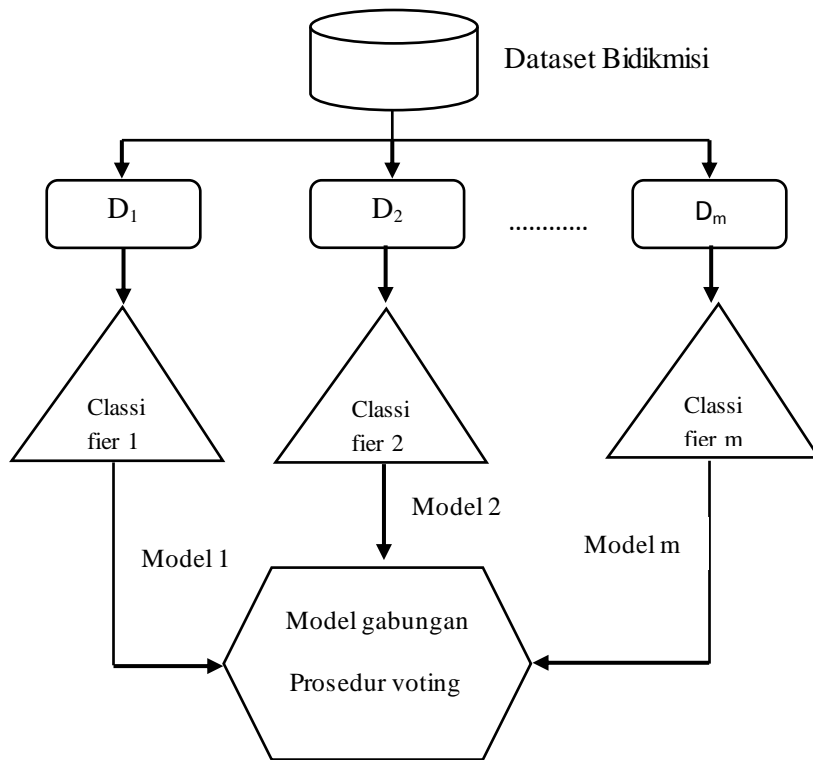 Dataset Bidikmisi
D₁
D₂
............
Dₘ
Classi
fier 1
Classi
fier 2
Classi
fier m
Model 1
Model 2
Model m
Model gabungan
Prosedur voting